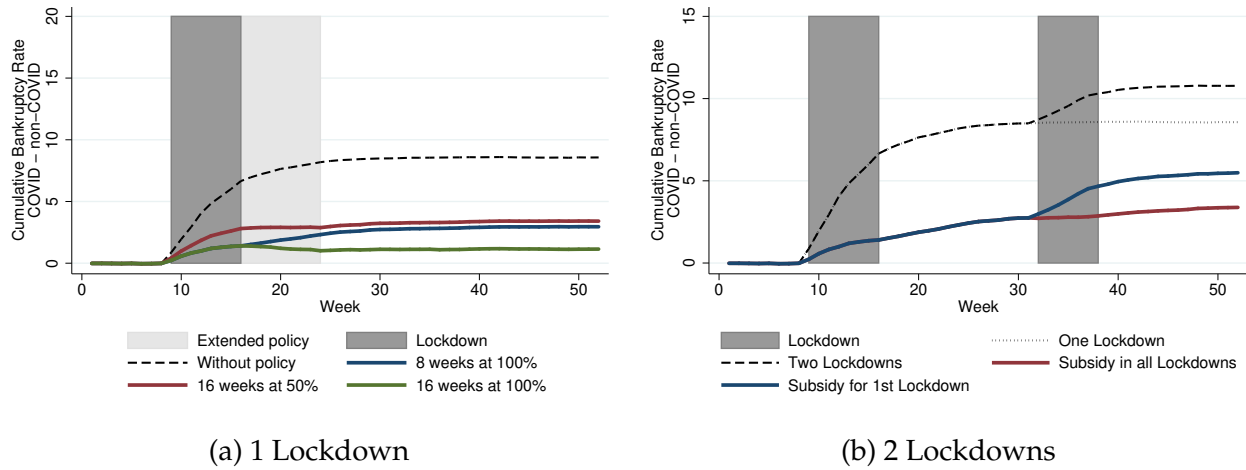 Cumulative Bankruptcy Rate
COVID − non−COVID
20
15
10
5
0
0
10
20
30
40
50
Week
Extended policy
Lockdown
Without policy
8 weeks at 100%
16 weeks at 50%
16 weeks at 100%
(a) 1 Lockdown
Cumulative Bankruptcy Rate
COVID − non−COVID
15
10
5
0
0
10
20
30
40
50
Week
Lockdown
One Lockdown
Two Lockdowns
Subsidy in all Lockdowns
Subsidy for 1st Lockdown
(b) 2 Lockdowns